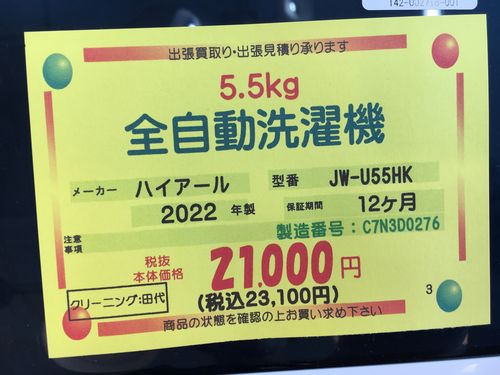 142-002718-001
出張買取り・出張見積り承ります
5.5kg
全自動洗濯機
メーカー ハイアール 型番 JW-U55HK
2022 年製 保証期間 12ヶ月
注意事項 製造番号：C7N3D0276
税抜
本体価格 21,000円
クリーニング:田代 (税込23,100円) 3
商品の状態を確認の上お買い求め下さい